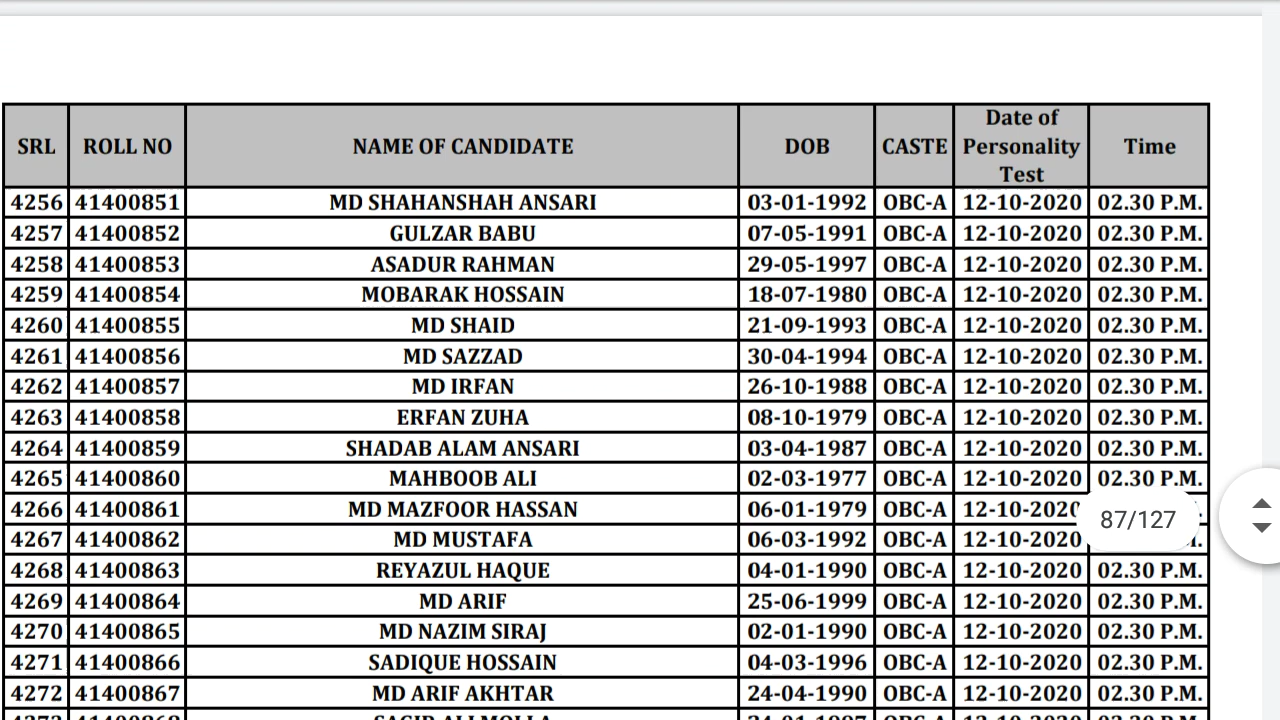 SRL ROLL NO NAME OF CANDIDATE DOB CASTE Date of Personality Test Time
4256 41400851 MD SHAHANSHAH ANSARI 03-01-1992 OBC-A 12-10-2020 02.30 P.M.
4257 41400852 GULZAR BABU 07-05-1991 OBC-A 12-10-2020 02.30 P.M.
4258 41400853 ASADUR RAHMAN 29-05-1997 OBC-A 12-10-2020 02.30 P.M.
4259 41400854 MOBARAK HOSSAIN 18-07-1980 OBC-A 12-10-2020 02.30 P.M.
4260 41400855 MD SHAID 21-09-1993 OBC-A 12-10-2020 02.30 P.M.
4261 41400856 MD SAZZAD 30-04-1994 OBC-A 12-10-2020 02.30 P.M.
4262 41400857 MD IRFAN 26-10-1988 OBC-A 12-10-2020 02.30 P.M.
4263 41400858 ERFAN ZUHA 08-10-1979 OBC-A 12-10-2020 02.30 P.M.
4264 41400859 SHADAB ALAM ANSARI 03-04-1987 OBC-A 12-10-2020 02.30 P.M.
4265 41400860 MAHBOOB ALI 02-03-1977 OBC-A 12-10-2020 02.30 P.M.
4266 41400861 MD MAZFOOR HASSAN 06-01-1979 OBC-A 12-10-2020
87/127
4267 41400862 MD MUSTAFA 06-03-1992 OBC-A 12-10-2020
4268 41400863 REYAZUL HAQUE 04-01-1990 OBC-A 12-10-2020 02.30 P.M.
4269 41400864 MD ARIF 25-06-1999 OBC-A 12-10-2020 02.30 P.M.
4270 41400865 MD NAZIM SIRAJ 02-01-1990 OBC-A 12-10-2020 02.30 P.M.
4271 41400866 SADIQUE HOSSAIN 04-03-1996 OBC-A 12-10-2020 02.30 P.M.
4272 41400867 MD ARIF AKHTAR 24-04-1990 OBC-A 12-10-2020 02.30 P.M.